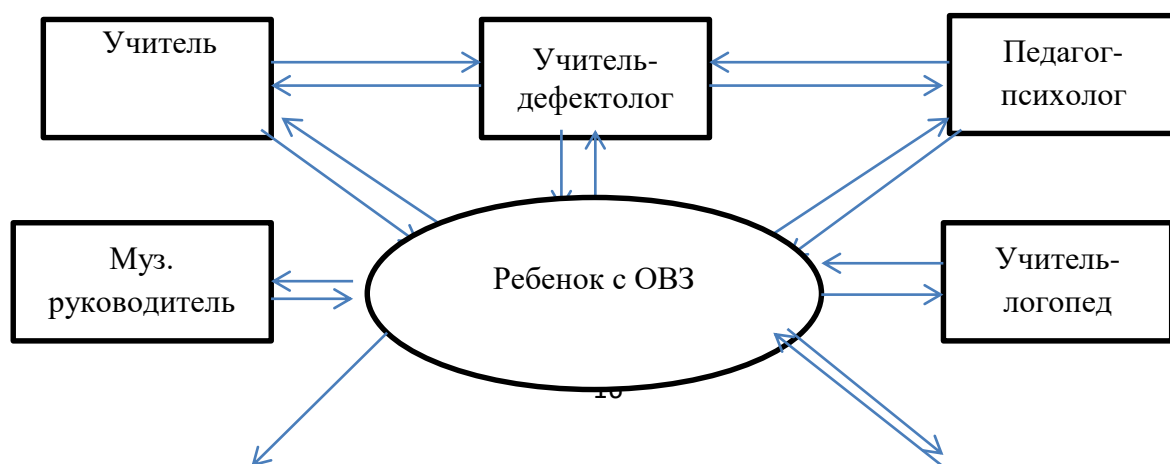 Учитель
Учитель-
дефектолог
Педагог-
психолог
Муз.
руководитель
Ребенок с ОВЗ
Учитель-
логопед